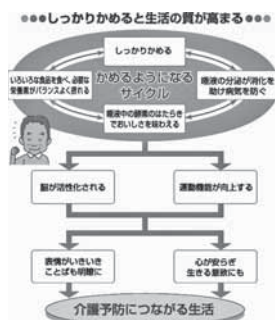 ●●●しっかりかめると生活の質が高まる●●●
しっかりかめる
いろいろな食品を食べ、必要な
栄養素がバランスよく摂れる
かめるようになる
サイクル
唾液の分泌が消化を
助け病気を防ぐ
唾液中の酵素のはたらき
でおいしさを味わえる
脳が活性化される
運動機能が向上する
表情がいきいき
ことばも明瞭に
心が安らぎ
生きる意欲にも
介護予防につながる生活